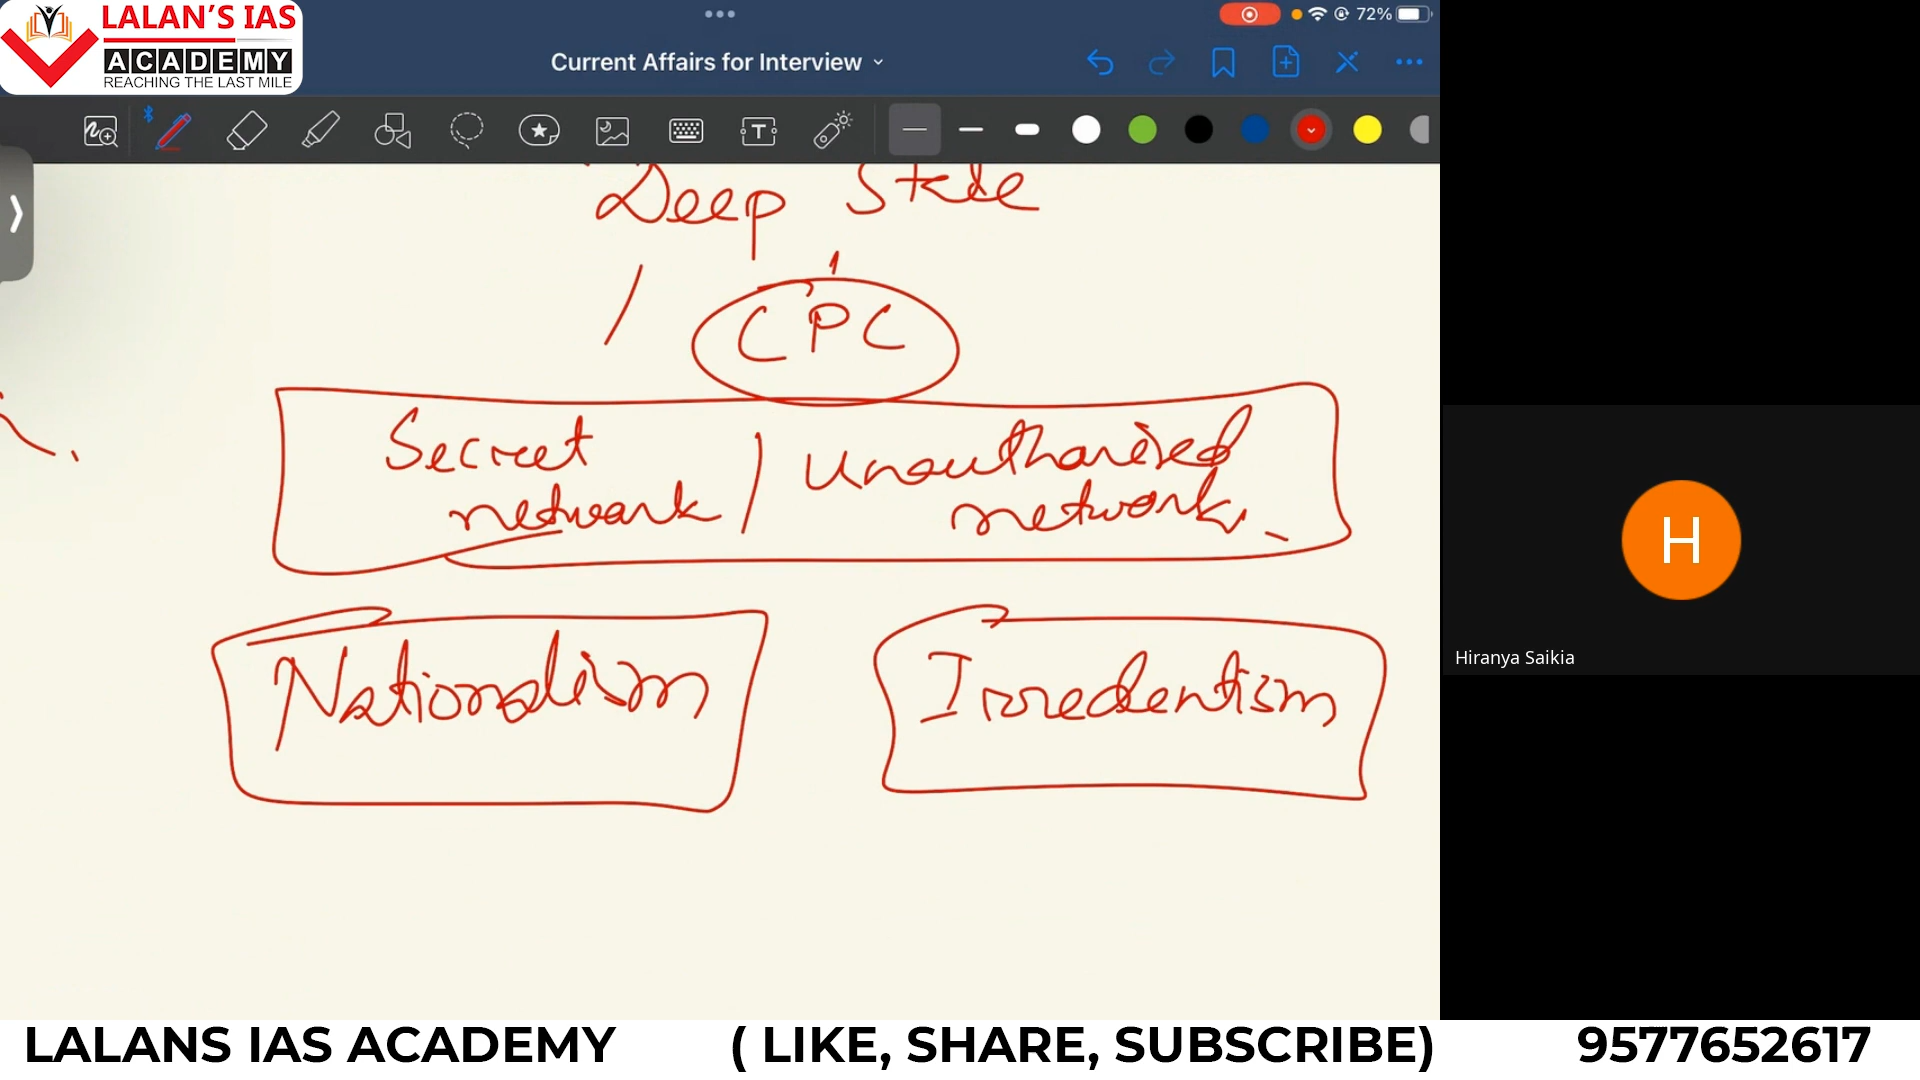 LALAN'S IAS
ACADEMY
REACHING THE LAST MILE
72%
Current Affairs for Interview
T
Deep State
CPC
Secret network / Unauthorised network.
Nationalism
Irredentism
H
Hiranya Saikia
LALANS IAS ACADEMY ( LIKE, SHARE, SUBSCRIBE) 9577652617